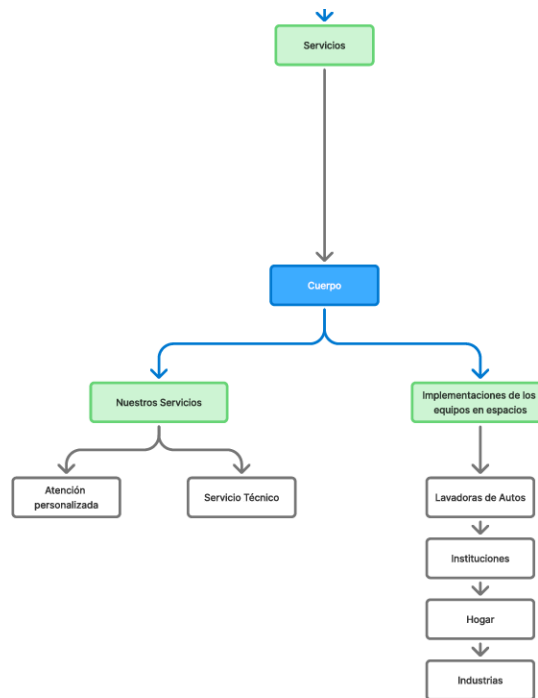 Servicios
Cuerpo
Nuestros Servicios
Implementaciones de los
equipos en espacios
Atención
personalizada
Servicio Técnico
Lavadoras de Autos
Instituciones
Hogar
Industrias